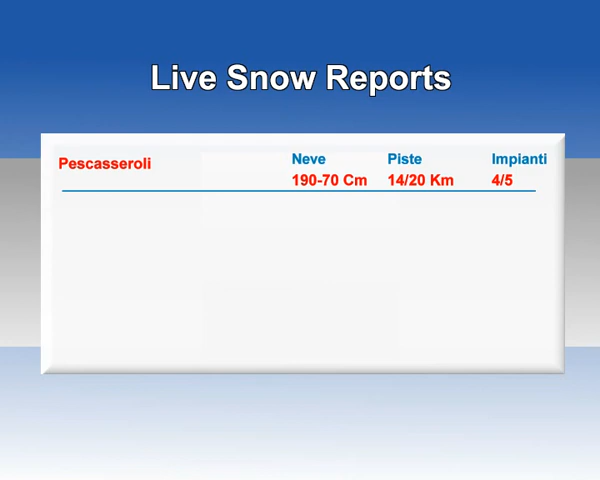 Live Snow Reports
Pescasseroli Neve Piste Impianti
190-70 Cm 14/20 Km 4/5